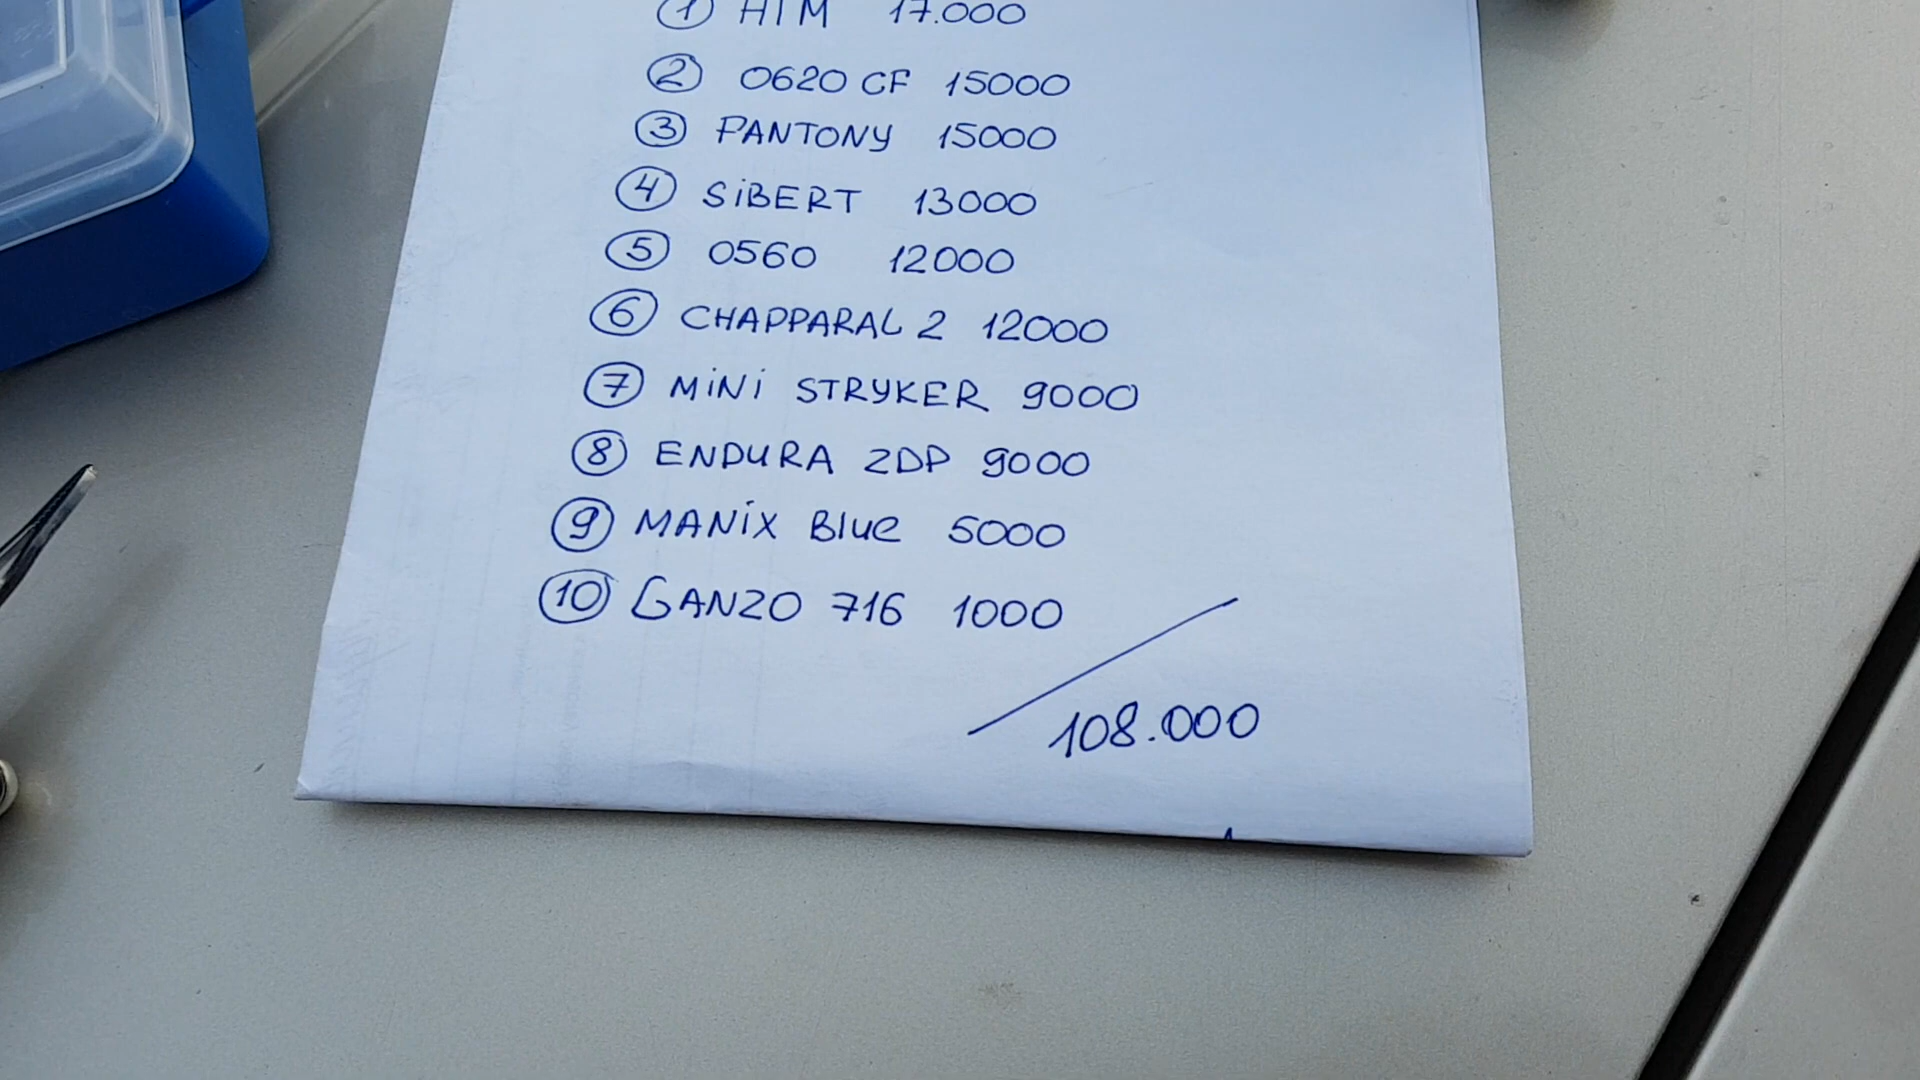 1 HTM 17.000
2 0620 CF 15000
3 PANTONY 15000
4 SiBERT 13000
5 0560 12000
6 CHAPPARAL 2 12000
7 MiNi STRYKER 9000
8 ENDURA ZDP 9000
9 MANiX Blue 5000
10 GANZO 716 1000
108.000